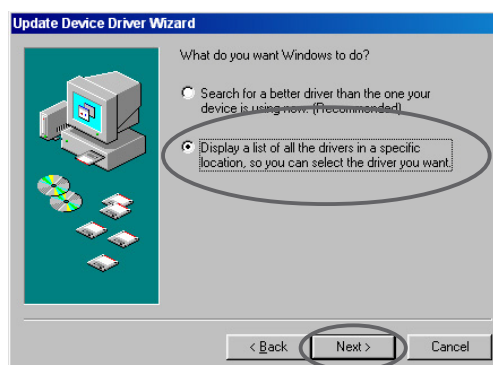 Update Device Driver Wizard
What do you want Windows to do?
Search for a better driver than the one your
device is using now. (Recommended)
Display a list of all the drivers in a specific
location, so you can select the driver you want.
< Back
Next >
Cancel